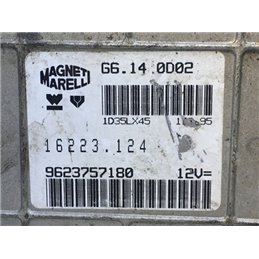 MAGNETI
MARELLI
G6.14 0D02
1D35LX45
16223.124
9623757180 12V=